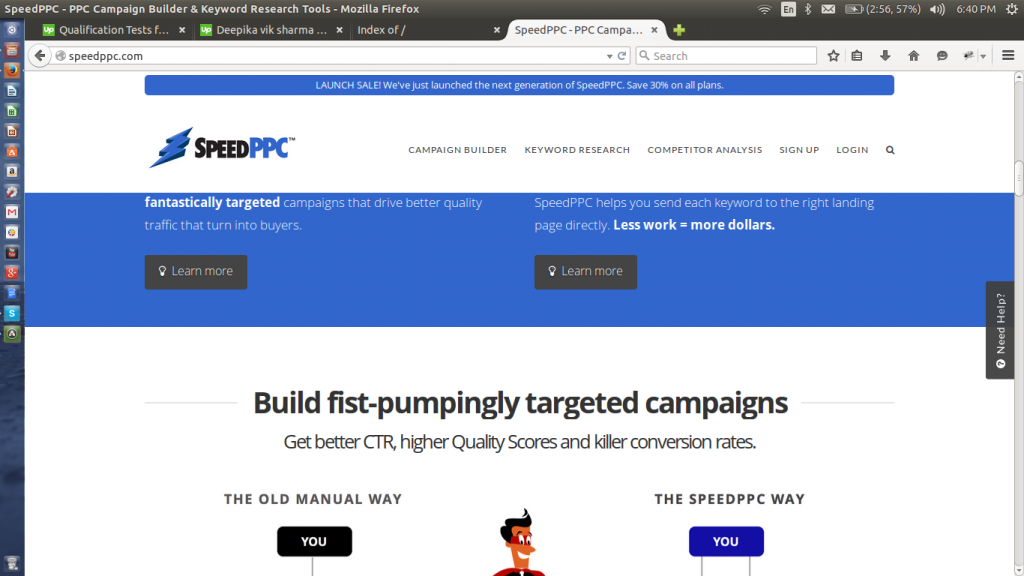 SpeedPPC - PPC Campaign Builder & Keyword Research Tools - Mozilla Firefox
En
(2:56, 57%)
6:40 PM
Qualification Tests f...
Deepika vik sharma ...
Index of /
SpeedPPC - PPC Campa...
speedppc.com
Search
LAUNCH SALE! We've just launched the next generation of SpeedPPC. Save 30% on all plans.
SPEEDPPC™
CAMPAIGN BUILDER
KEYWORD RESEARCH
COMPETITOR ANALYSIS
SIGN UP
LOGIN
fantastically targeted campaigns that drive better quality
traffic that turn into buyers.
Learn more
SpeedPPC helps you send each keyword to the right landing
page directly. Less work = more dollars.
Learn more
Need Help?
Build fist-pumpingly targeted campaigns
Get better CTR, higher Quality Scores and killer conversion rates.
THE OLD MANUAL WAY
YOU
THE SPEEDPPC WAY
YOU